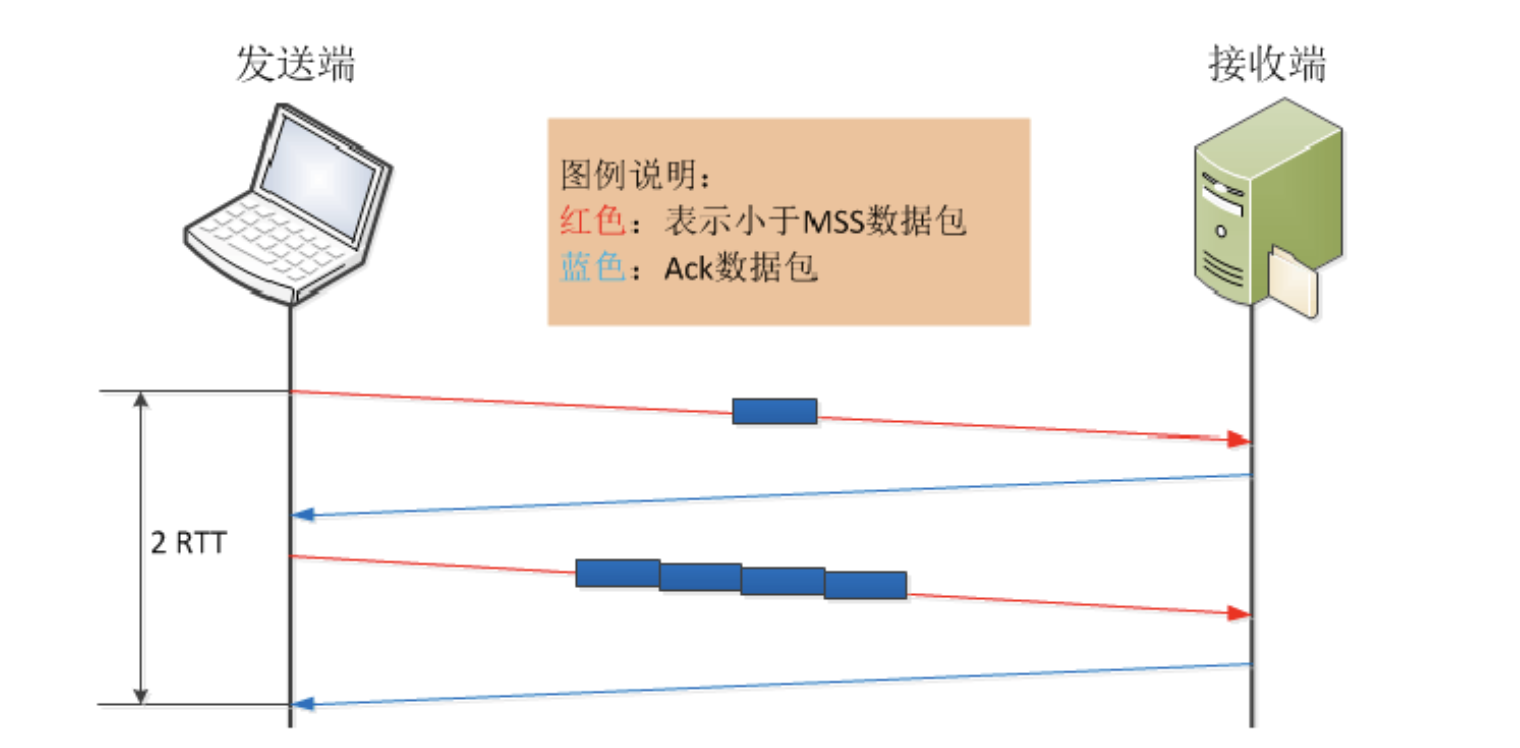 发送端
接收端
图例说明：
红色：表示小于MSS数据包
蓝色：Ack数据包
2 RTT